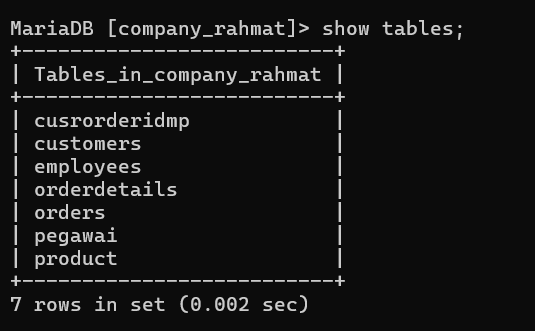 MariaDB [company_rahmat]> show tables;
+--------------------------+
| Tables_in_company_rahmat |
+--------------------------+
| cusrorderidmp            |
| customers                |
| employees                |
| orderdetails             |
| orders                   |
| pegawai                  |
| product                  |
+--------------------------+
7 rows in set (0.002 sec)